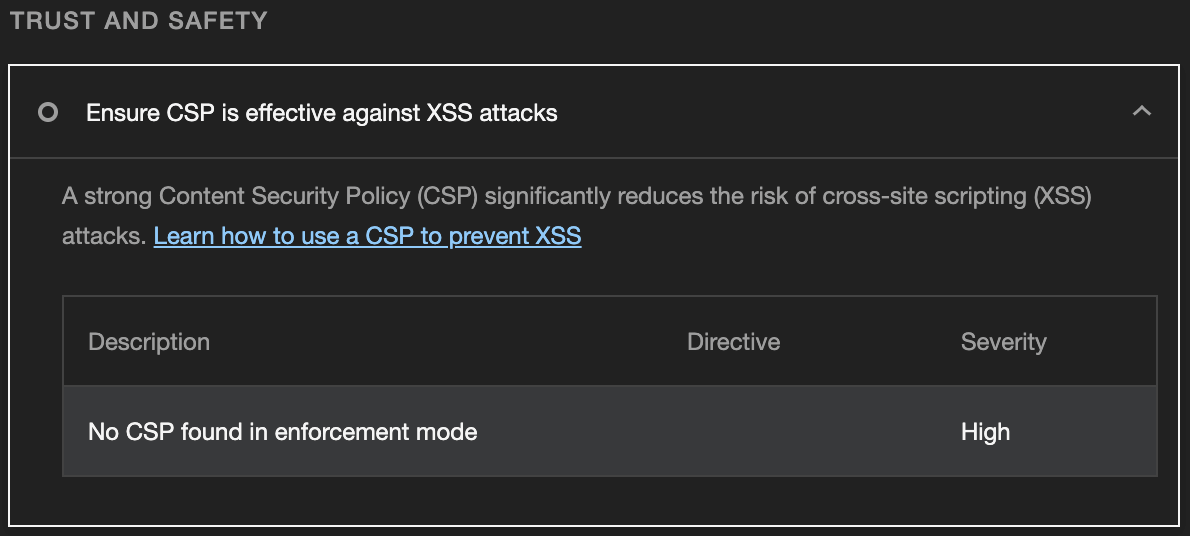 TRUST AND SAFETY
Ensure CSP is effective against XSS attacks
A strong Content Security Policy (CSP) significantly reduces the risk of cross-site scripting (XSS)
attacks. Learn how to use a CSP to prevent XSS
Description Directive Severity
No CSP found in enforcement mode High